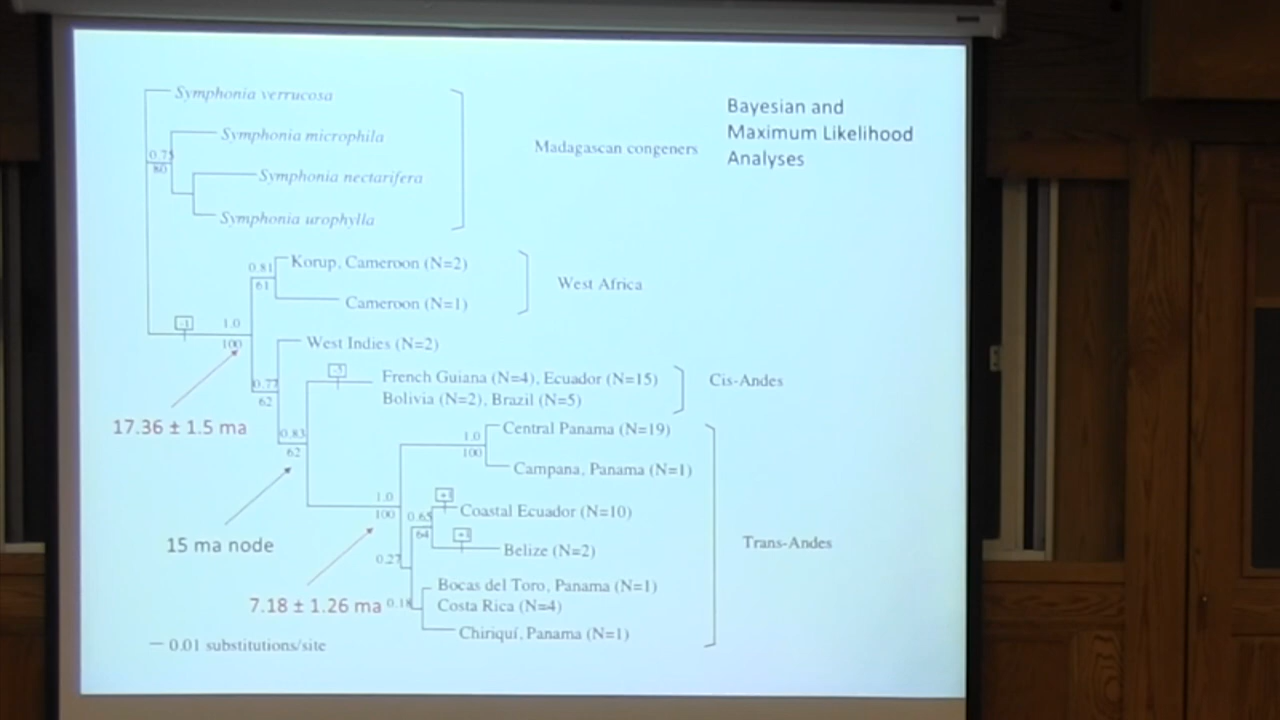 Bayesian and
Maximum Likelihood
Analyses
Symphonia verrucosa
Symphonia microphila
Madagascan congeners
0.75
80
Symphonia nectarifera
Symphonia urophylla
0.81
61
Korup, Cameroon (N=2)
West Africa
Cameroon (N=1)
-1
1.0
100
West Indies (N=2)
0.77
62
French Guiana (N=4), Ecuador (N=15)
Bolivia (N=2), Brazil (N=5)
Cis-Andes
17.36 ± 1.5 ma
0.83
62
Central Panama (N=19)
1.0
100
Campana, Panama (N=1)
1.0
100
Coastal Ecuador (N=10)
0.65
64
15 ma node
Belize (N=2)
Trans-Andes
0.27
Bocas del Toro, Panama (N=1)
7.18 ± 1.26 ma
0.18
Costa Rica (N=4)
Chiriquí, Panama (N=1)
0.01 substitutions/site